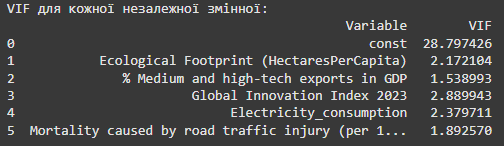 VIF для кожної незалежної змінної:
Variable VIF
0 const 28.797426
1 Ecological Footprint (HectaresPerCapita) 2.172104
2 % Medium and high-tech exports in GDP 1.538993
3 Global Innovation Index 2023 2.889943
4 Electricity_consumption 2.379711
5 Mortality caused by road traffic injury (per 1... 1.892570